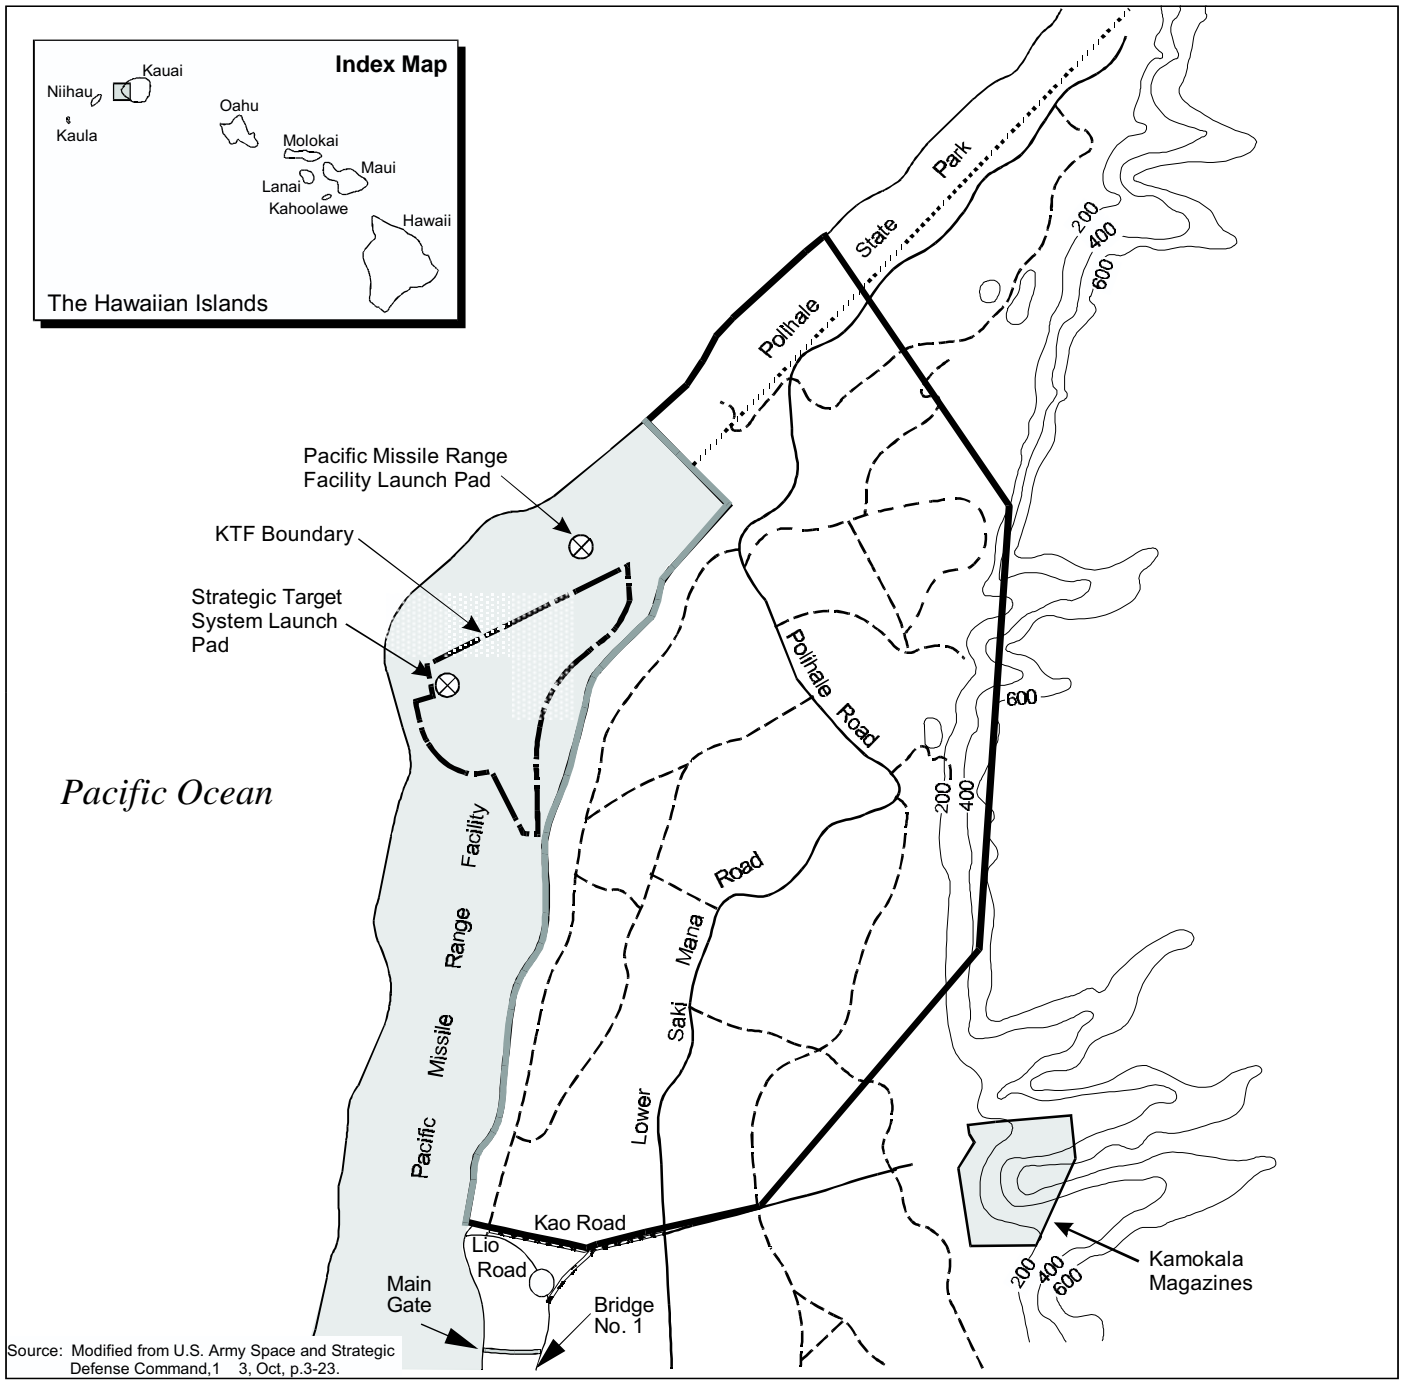 Index Map
Kauai
Niihau
Kaula
Oahu
Molokai
Maui
Lanai
Kahoolawe
Hawaii
The Hawaiian Islands
Park
State
Polihale
200
400
600
Pacific Missile Range
Facility Launch Pad
KTF Boundary
Strategic Target
System Launch
Pad
Polihale Road
600
200
400
Pacific Ocean
Pacific Missile Range Facility
Road
Lower Saki Mana
Kao Road
Lio
Road
Main
Gate
Bridge
No. 1
200
400
600
Kamokala
Magazines
Source: Modified from U.S. Army Space and Strategic
Defense Command,1 3, Oct, p.3-23.